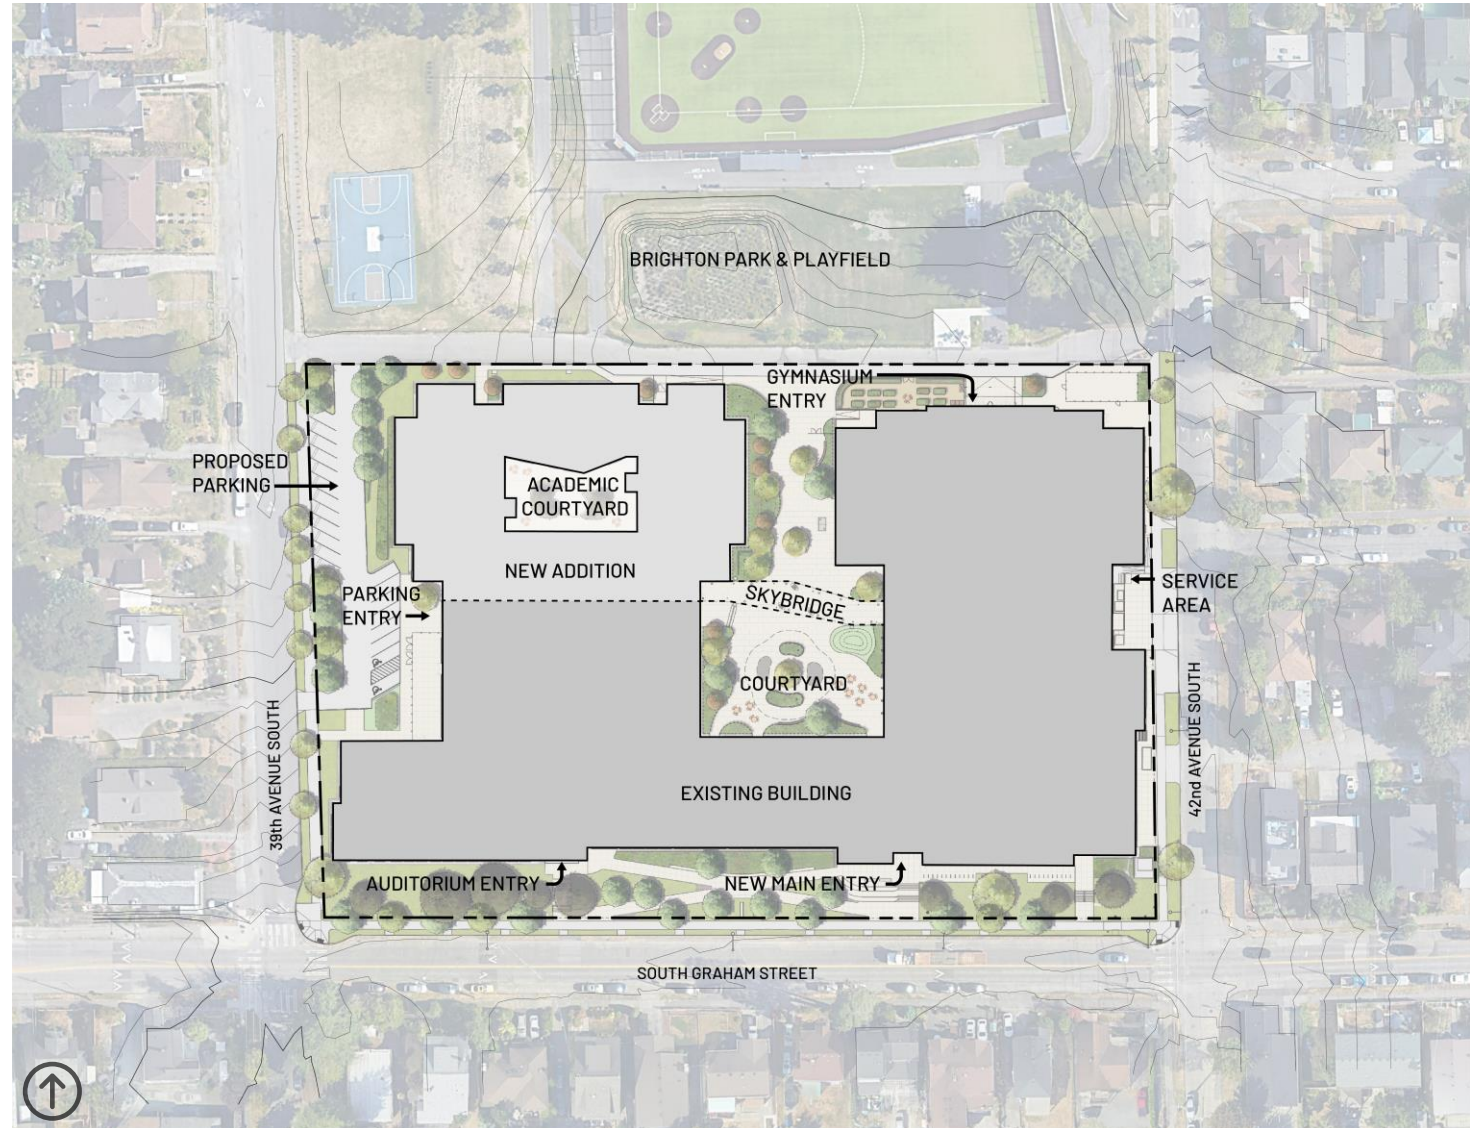 BRIGHTON PARK & PLAYFIELD
GYMNASIUM
ENTRY
PROPOSED
PARKING
ACADEMIC
COURTYARD
NEW ADDITION
PARKING
ENTRY
SKYBRIDGE
SERVICE
AREA
COURTYARD
39th AVENUE SOUTH
42nd AVENUE SOUTH
EXISTING BUILDING
AUDITORIUM ENTRY
NEW MAIN ENTRY
SOUTH GRAHAM STREET